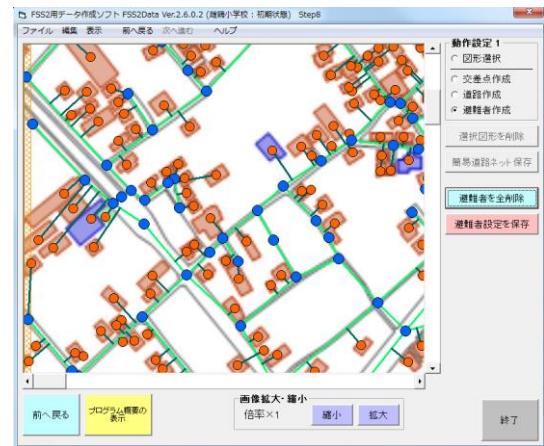 FSS2用データ作成ソフト FSS2Data Ver.2.6.0.2 (離鶴小学校：初期状態) Step8
ファイル 編集 表示 前へ戻る 次へ進む ヘルプ
動作設定 1
図形選択
交差点作成
道路作成
避難者作成
選択図形を削除
簡易道路ネット保存
避難者を全削除
避難者設定を保存
前へ戻る
プログラム概要の
表示
画像拡大・縮小
倍率×1
縮小
拡大
終了